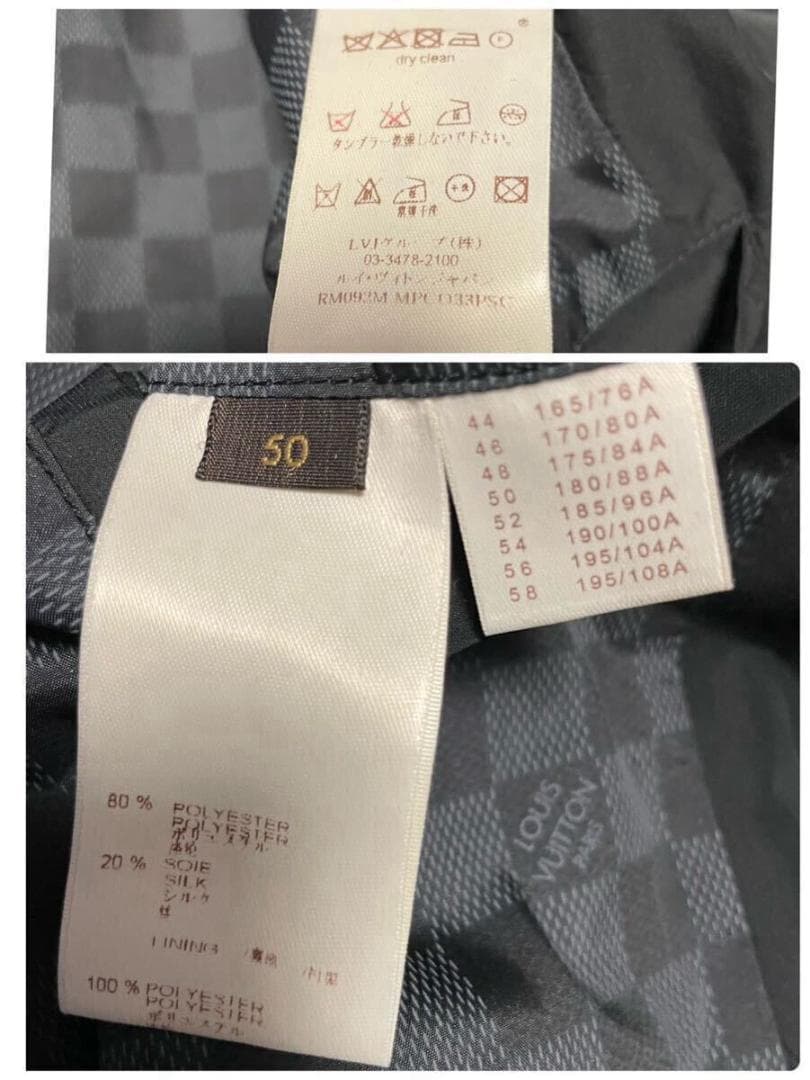 dry clean
タンブラー乾燥しないで下さい。
LVJグループ(株)
03-3478-2100
ルイ・ヴィトンジャパン
RM092M
50
44 165/76A
46 170/80A
48 175/84A
50 180/88A
52 185/96A
54 190/100A
56 195/104A
58 195/108A
80 % POLYESTER
POLYESTER
ポリエステル
20 % SOIE
SILK
シルク
LINING
100 % POLYESTER
POLYESTER
ポリエステル
LOUIS
VUITTON
PARIS